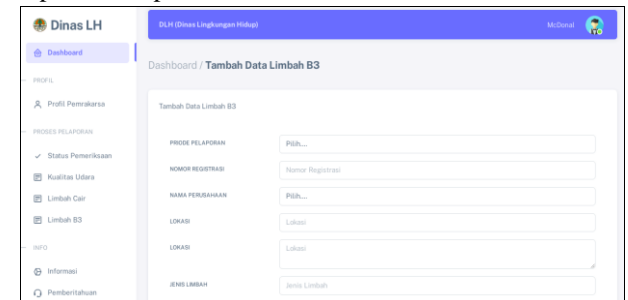 Dinas LH
DLH (Dinas Lingkungan Hidup)
McDonal
Dashboard
Dashboard / Tambah Data Limbah B3
PROFIL
Profil Pemrakarsa
Tambah Data Limbah B3
PROSES PELAPORAN
Status Pemeriksaan
Kualitas Udara
Limbah Cair
Limbah B3
INFO
Informasi
Pemberitahuan
PRIODE PELAPORAN
Pilih...
NOMOR REGISTRASI
Nomor Registrasi
NAMA PERUSAHAAN
Pilih...
LOKASI
Lokasi
LOKASI
Lokasi
JENIS LIMBAH
Jenis Limbah